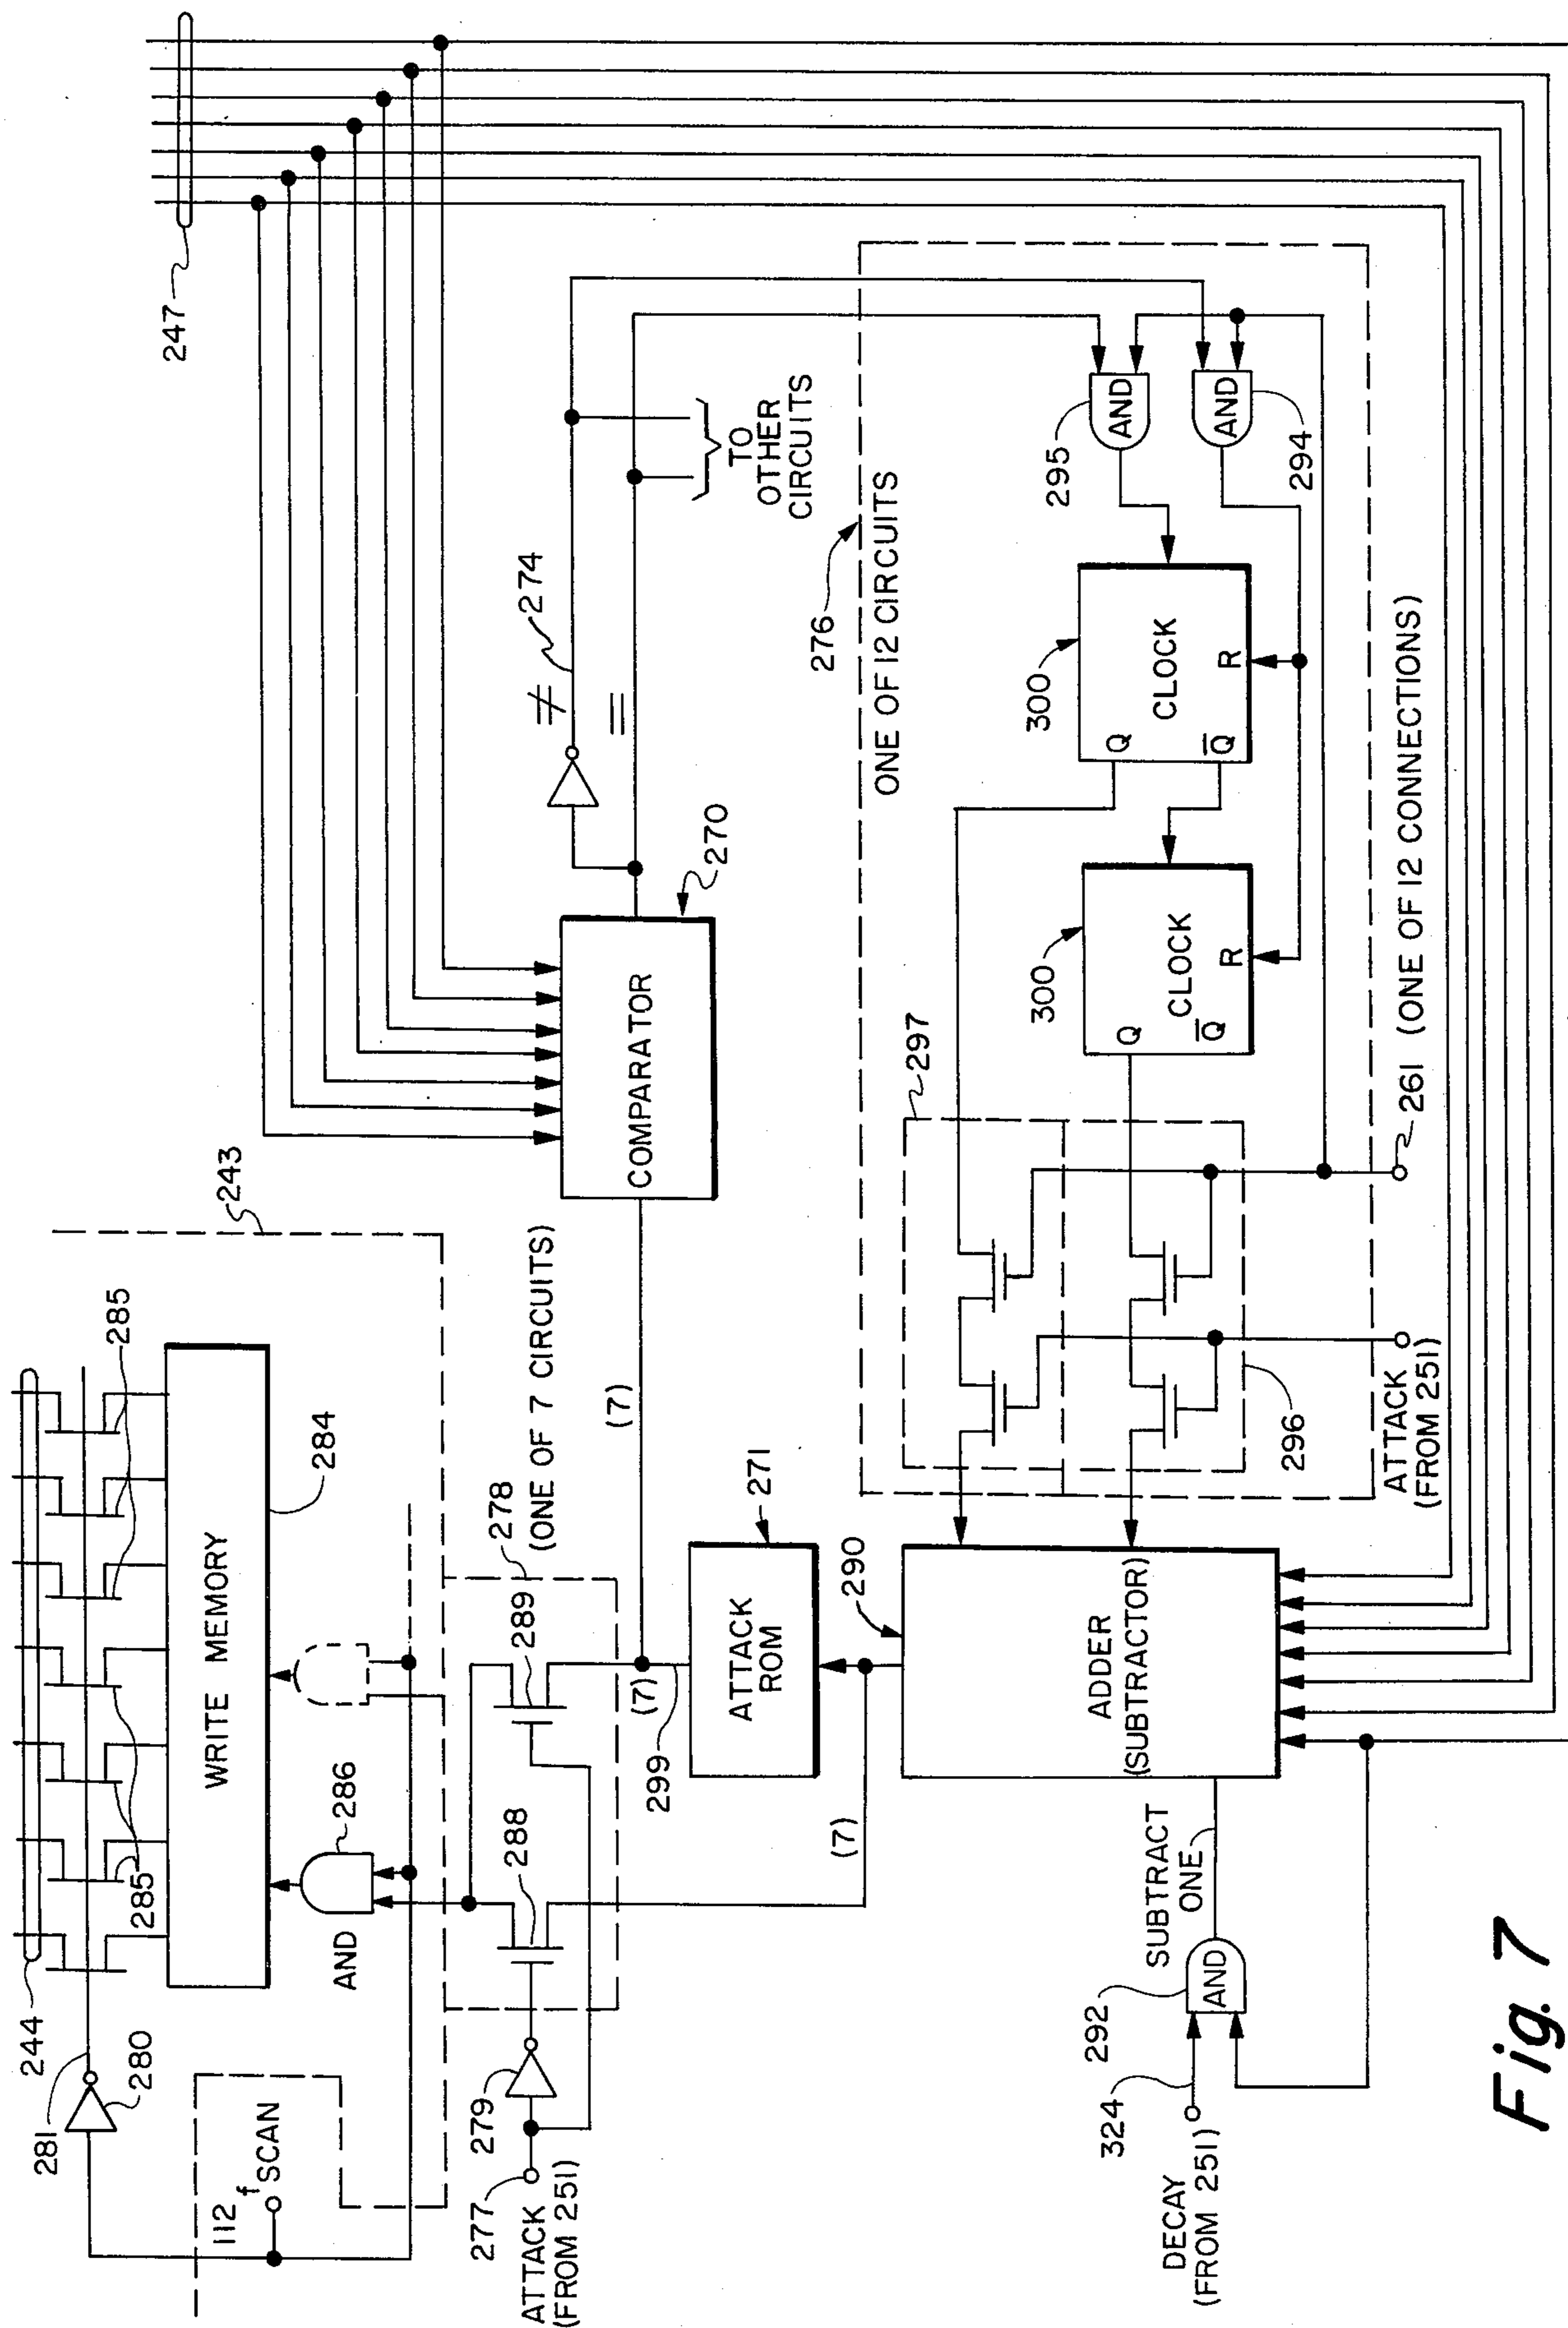 247
243
244
281
280
285
285
WRITE MEMORY
284
112
f SCAN
286
AND
277
ATTACK
(FROM 251)
279
288
289
278
(ONE OF 7 CIRCUITS)
(7)
(7)
299
COMPARATOR
270
≠
=
274
TO
OTHER
CIRCUITS
ATTACK
ROM
271
(7)
290
ADDER
(SUBTRACTOR)
SUBTRACT
ONE
292
AND
324
DECAY
(FROM 251)
276
ONE OF 12 CIRCUITS
297
296
300
CLOCK
Q
Q̅
R
300
CLOCK
Q
Q̅
R
295
AND
AND
294
ATTACK
(FROM 251)
261 (ONE OF 12 CONNECTIONS)
Fig. 7